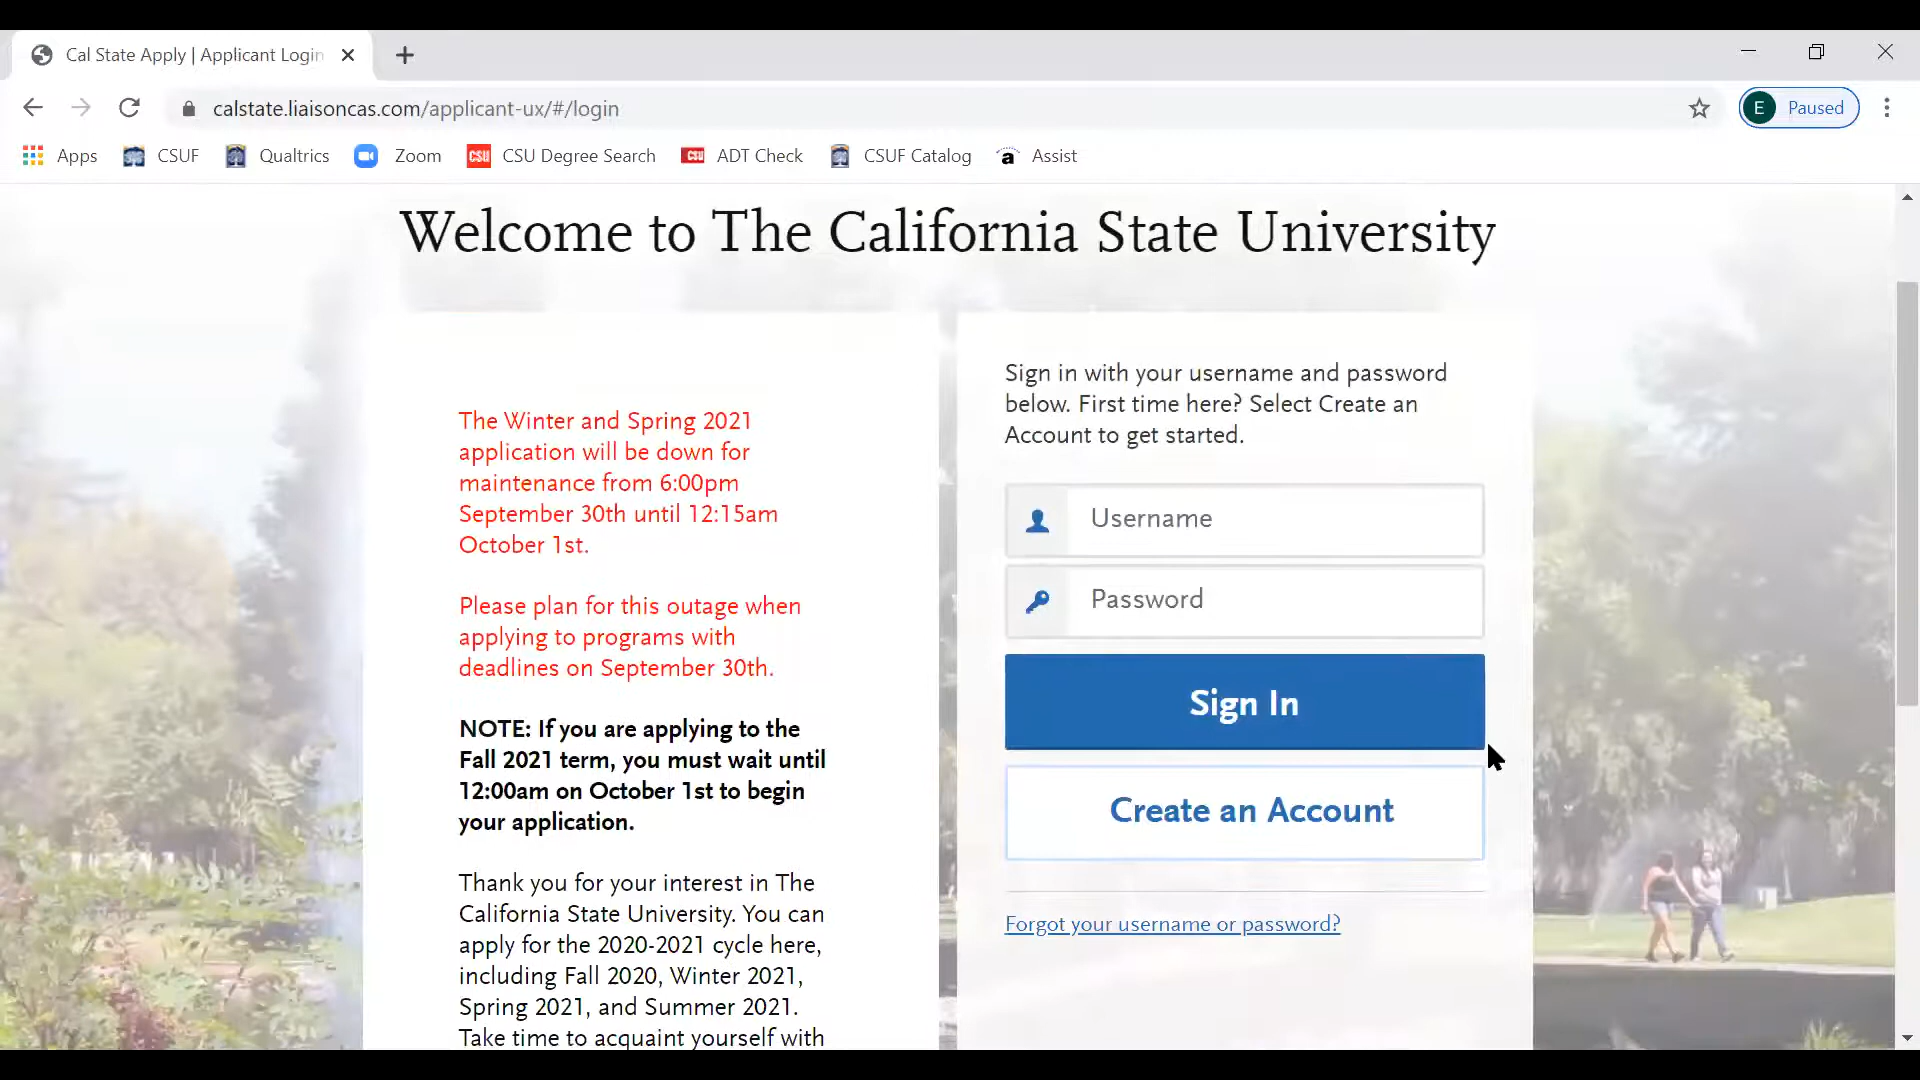 Cal State Apply | Applicant Login
calstate.liaisoncas.com/applicant-ux/#/login
E Paused
Apps CSUF Qualtrics Zoom CSU CSU Degree Search CSU ADT Check CSUF Catalog a Assist
Welcome to The California State University
The Winter and Spring 2021
application will be down for
maintenance from 6:00pm
September 30th until 12:15am
October 1st.
Please plan for this outage when
applying to programs with
deadlines on September 30th.
NOTE: If you are applying to the
Fall 2021 term, you must wait until
12:00am on October 1st to begin
your application.
Thank you for your interest in The
California State University. You can
apply for the 2020-2021 cycle here,
including Fall 2020, Winter 2021,
Spring 2021, and Summer 2021.
Take time to acquaint yourself with
Sign in with your username and password
below. First time here? Select Create an
Account to get started.
Username
Password
Sign In
Create an Account
Forgot your username or password?